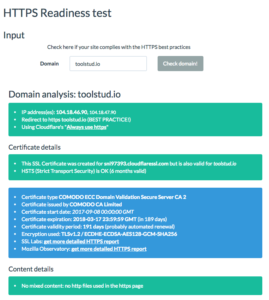 HTTPS Readiness test
Input
Check here if your site complies with the HTTPS best practices
Domain toolstud.io Check domain!
Domain analysis: toolstud.io
IP address(es): 104.18.46.90, 104.18.47.90
Redirect to https toolstud.io (BEST PRACTICE!)
Using Cloudflare's "Always use https"
Certificate details
This SSL Certificate was created for sni97393.cloudflaressl.com but is also valid for toolstud.io
HSTS (Strict Transport Security) is OK (6 months valid)
Certificate type COMODO ECC Domain Validation Secure Server CA 2
Certificate issued by COMODO CA Limited
Certificate start date: 2017-09-08 00:00:00 GMT
Certificate expiration: 2018-03-17 23:59:59 GMT (in 189 days)
Certificate validity period: 191 days (probably automated renewal)
Encryption used: TLSv1.2 / ECDHE-ECDSA-AES128-GCM-SHA256
SSL Labs: get more detailed HTTPS report
Mozilla Observatory: get more detailed HTTPS report
Content details
No mixed content: no http files used in the https page